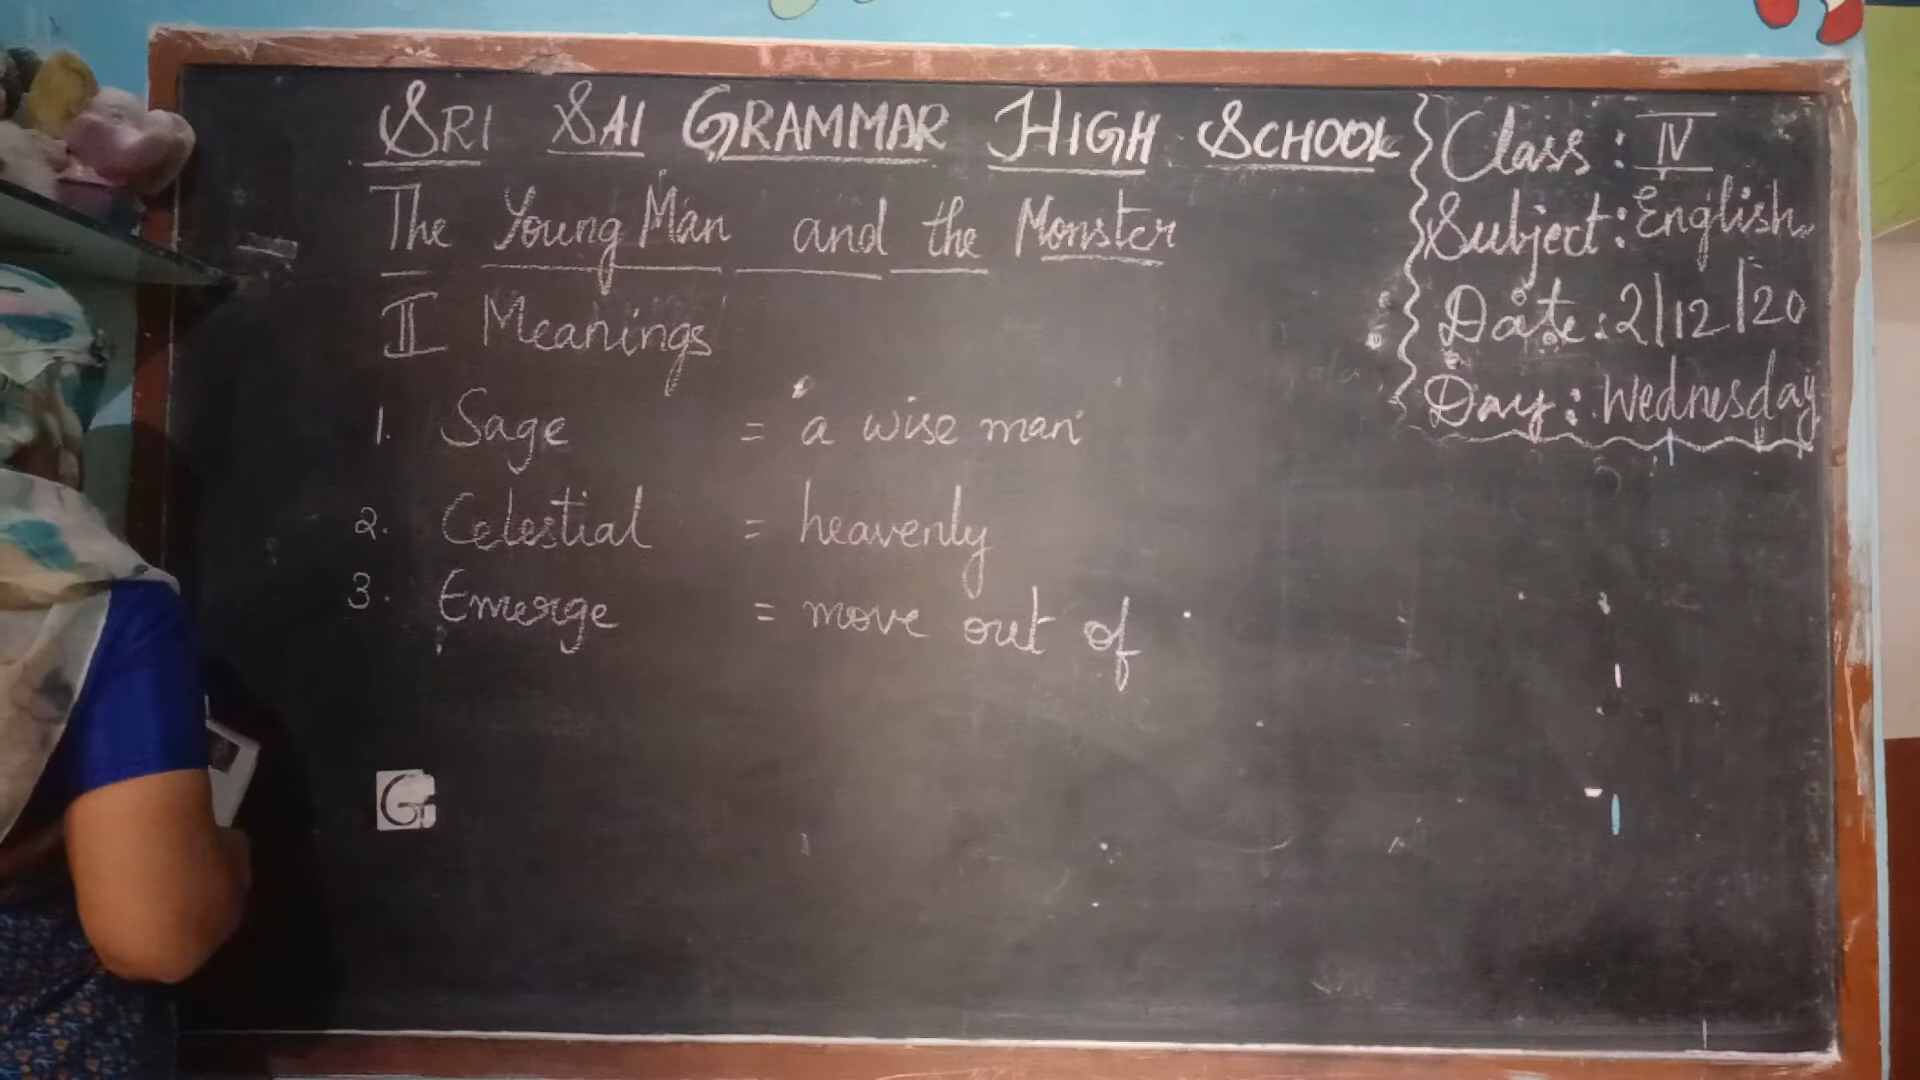 SRI SAI GRAMMAR HIGH SCHOOL
The Young Man and the Monster
II Meanings
1. Sage = a wise man
2. Celestial = heavenly
3. Emerge = move out of
Class : IV
Subject : English
Date : 2/12/20
Day : Wednesday
G